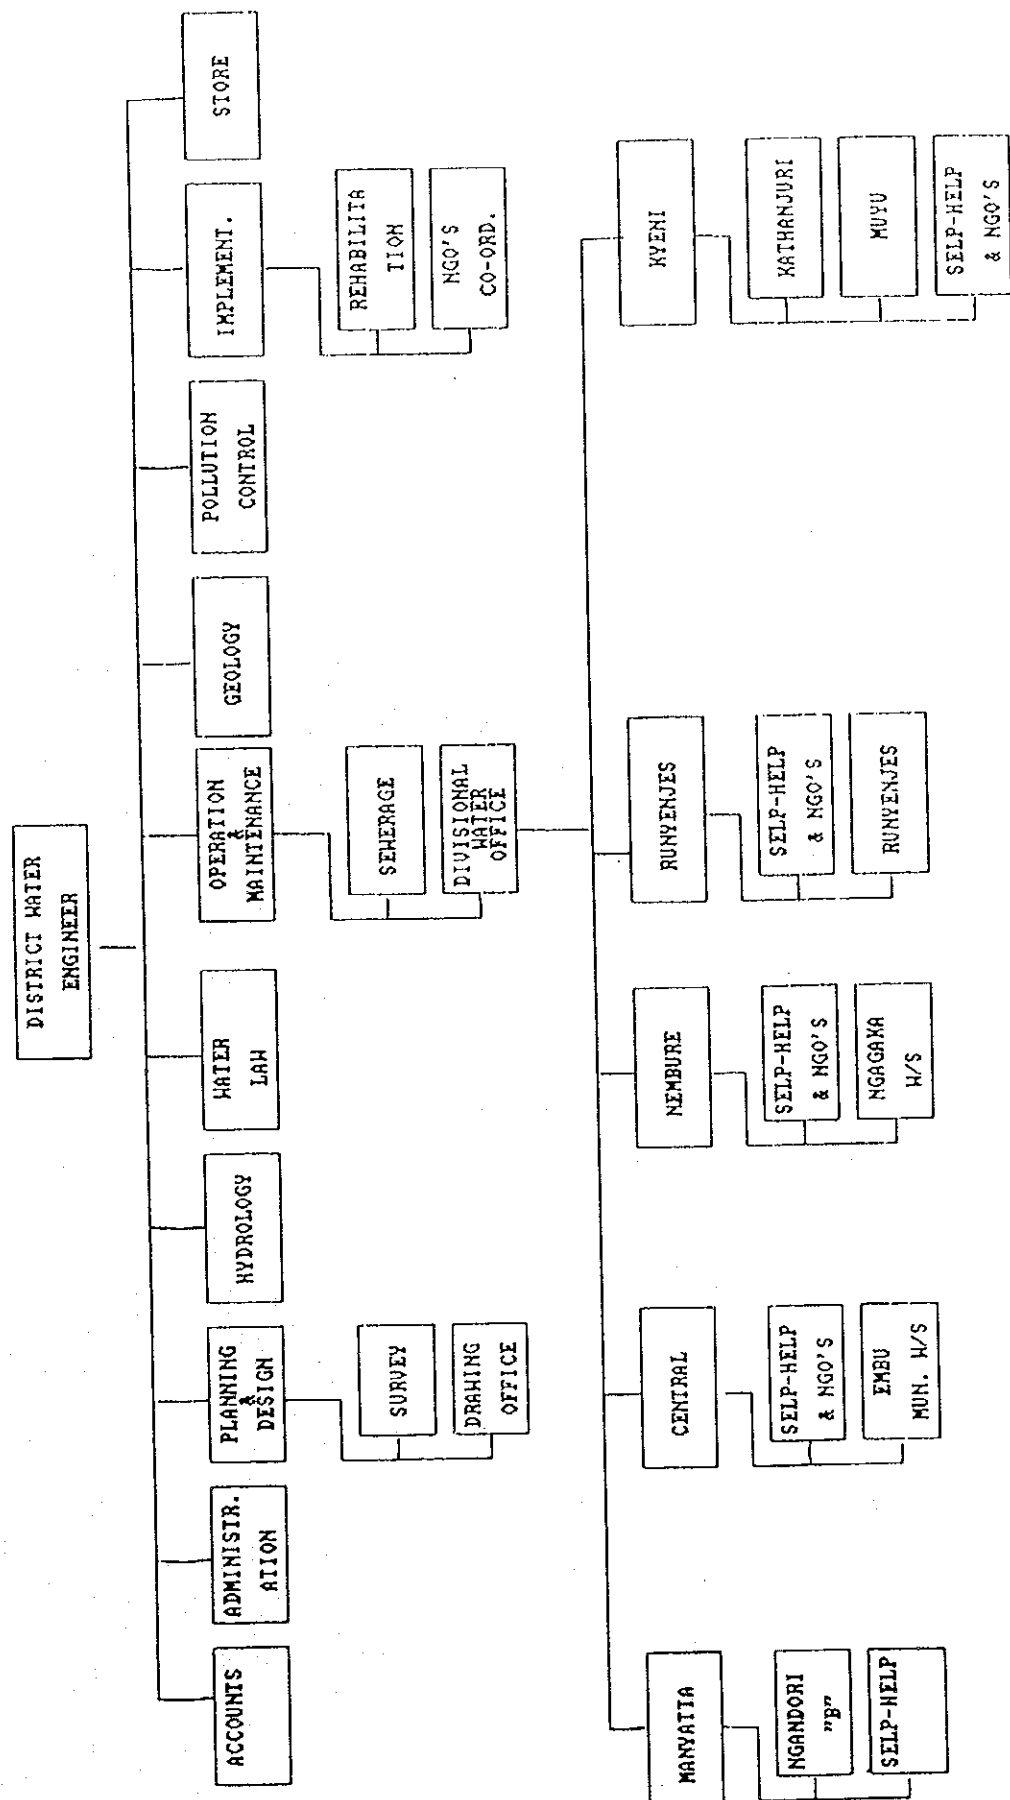 DISTRICT WATER
ENGINEER
ACCOUNTS
ADMINISTR.
ATION
PLANNING
&
DESIGN
HYDROLOGY
WATER
LAW
OPERATION
&
MAINTENANCE
GEOLOGY
POLLUTION
CONTROL
IMPLEMENT.
STORE
SURVEY
DRAWING
OFFICE
SEWERAGE
DIVISIONAL
WATER
OFFICE
REHABILITA
TION
NGO'S
CO-ORD.
MANYATIA
CENTRAL
NEMBURE
RUNYENJES
KYENI
NGANDORI
"B"
SELP-HELP
SELP-HELP
& NGO'S
EMBU
MUN. W/S
SELP-HELP
& NGO'S
NGAGAKA
W/S
SELP-HELP
& NGO'S
RUNYENJES
KATHANJURI
MUYU
SELP-HELP
& NGO'S